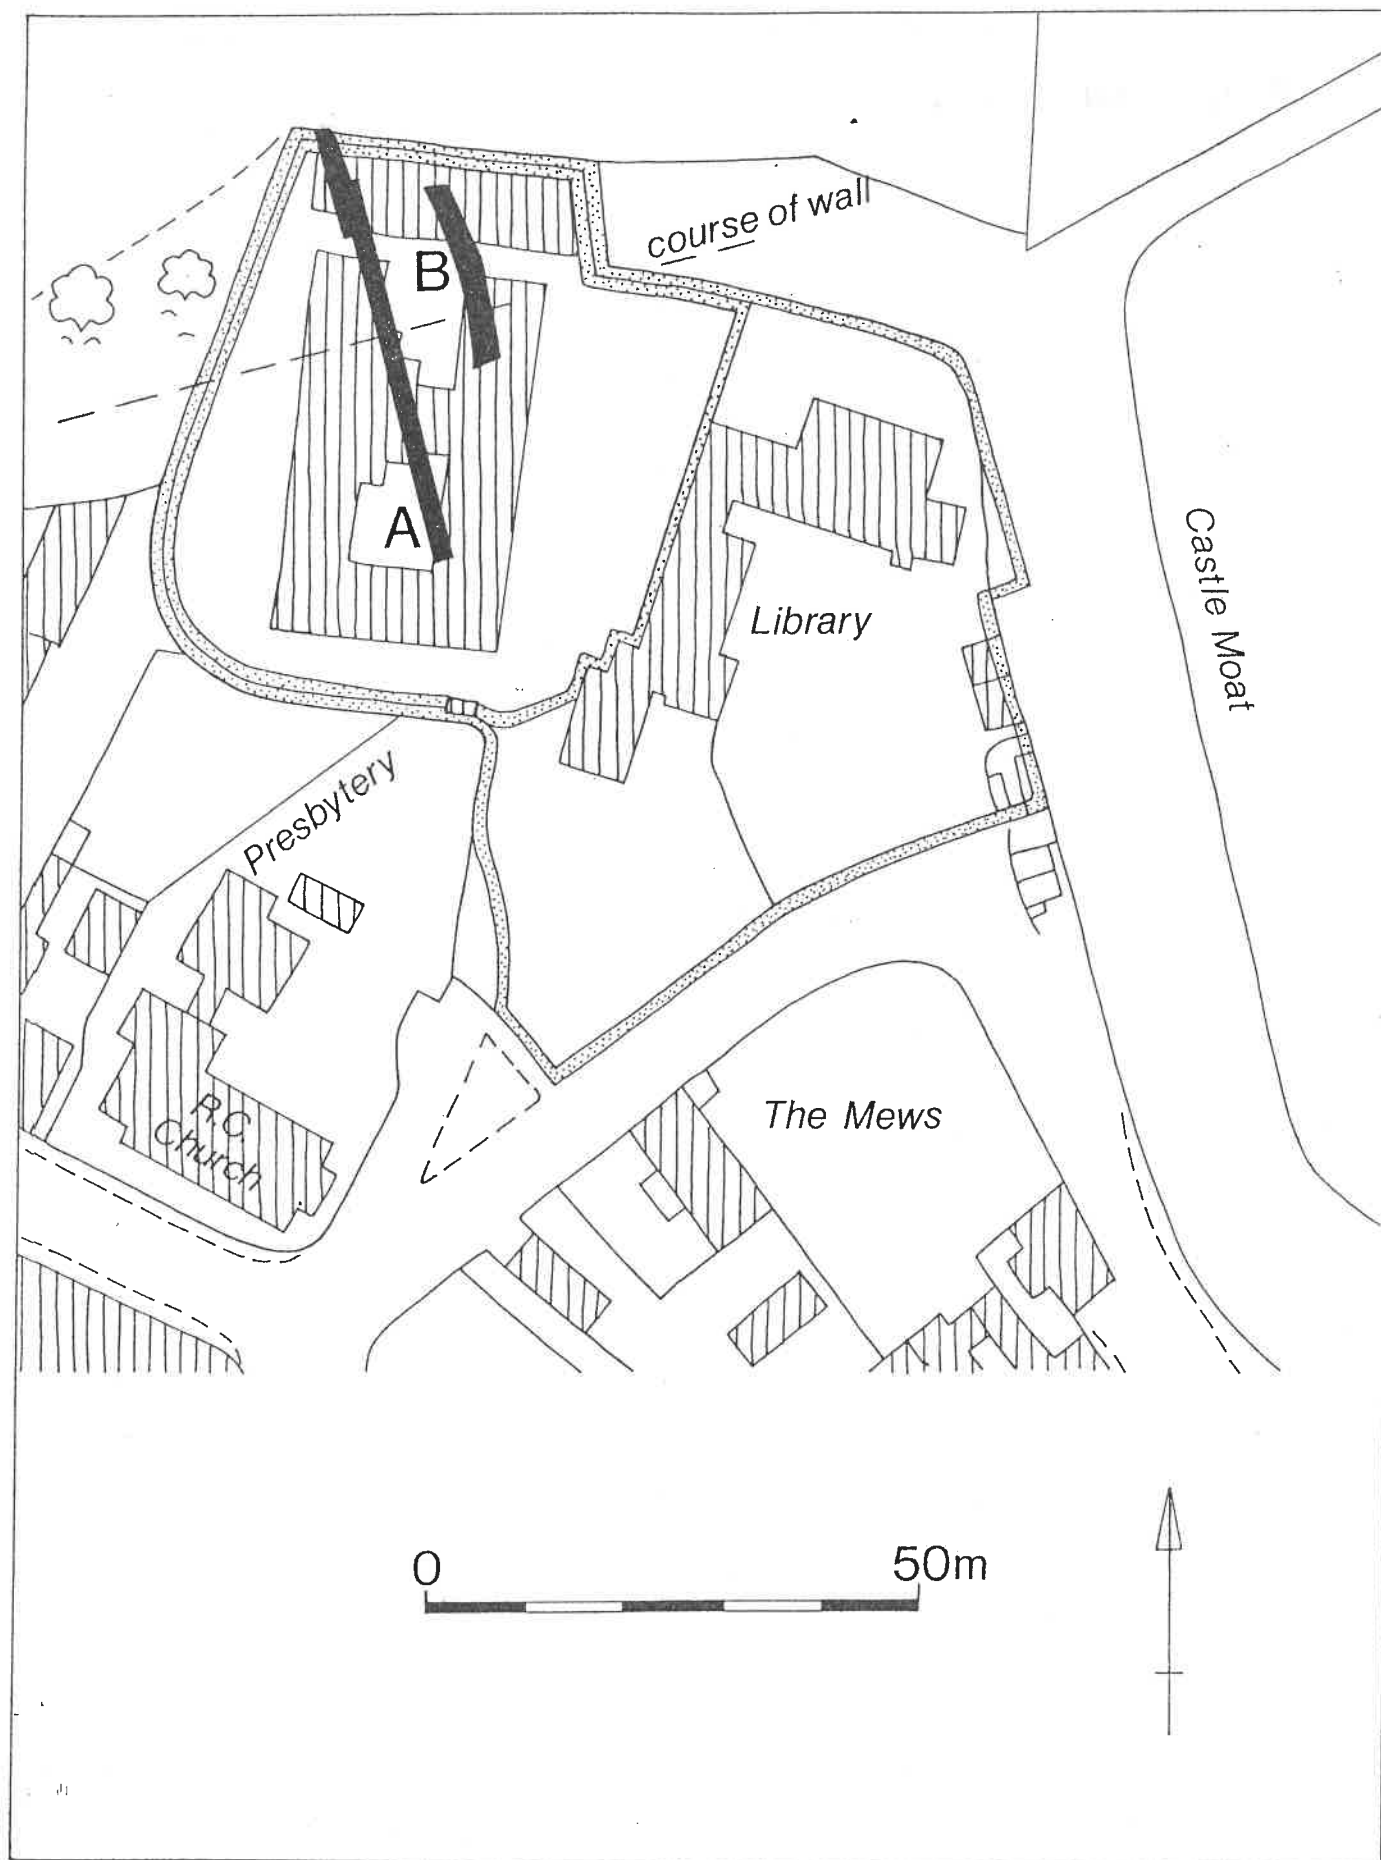 course of wall
B
A
Library
Castle Moat
Presbytery
R.C.
Church
The Mews
0 50m